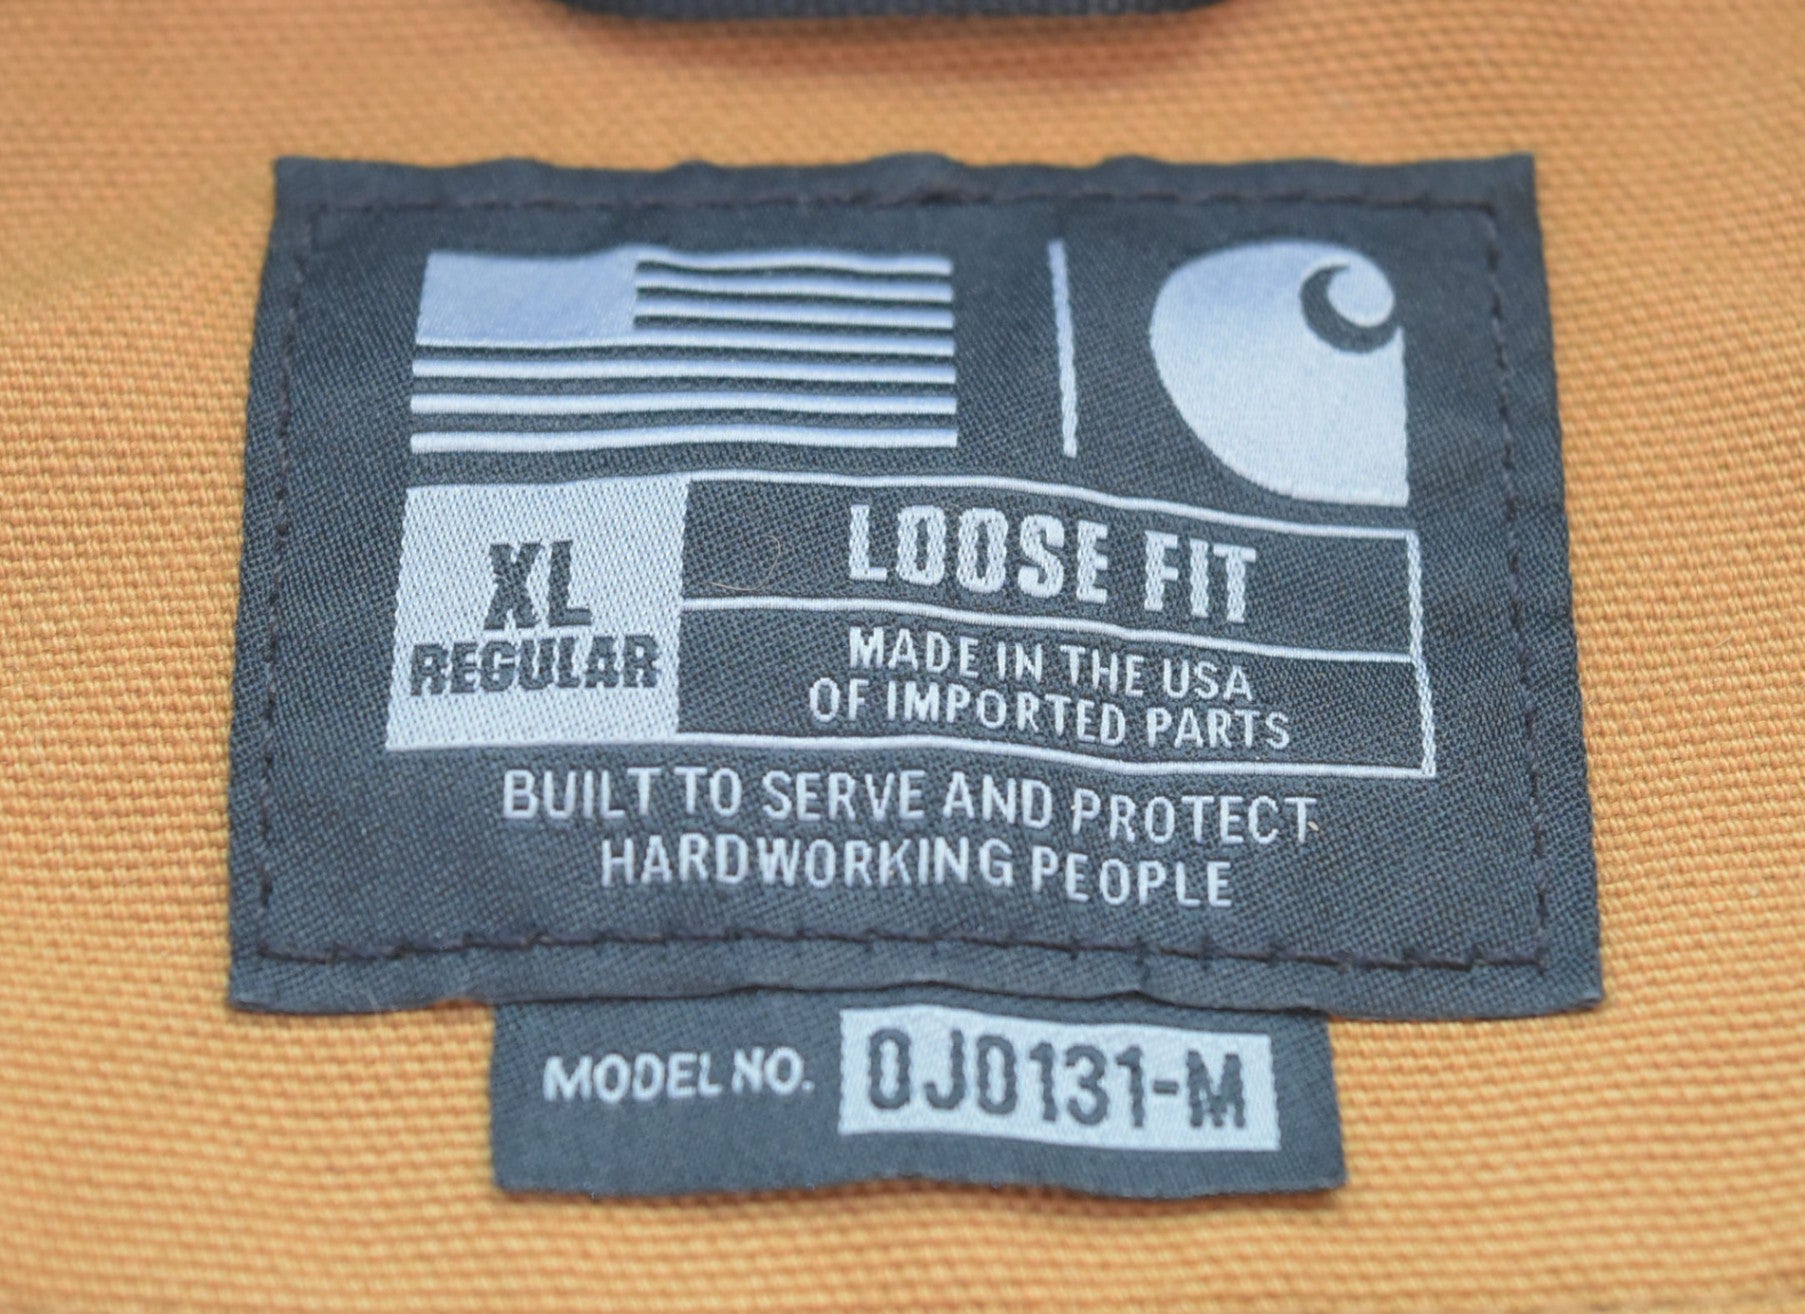 XL
REGULAR
LOOSE FIT
MADE IN THE USA
OF IMPORTED PARTS
BUILT TO SERVE AND PROTECT
HARDWORKING PEOPLE
MODEL NO. OJ0131-M